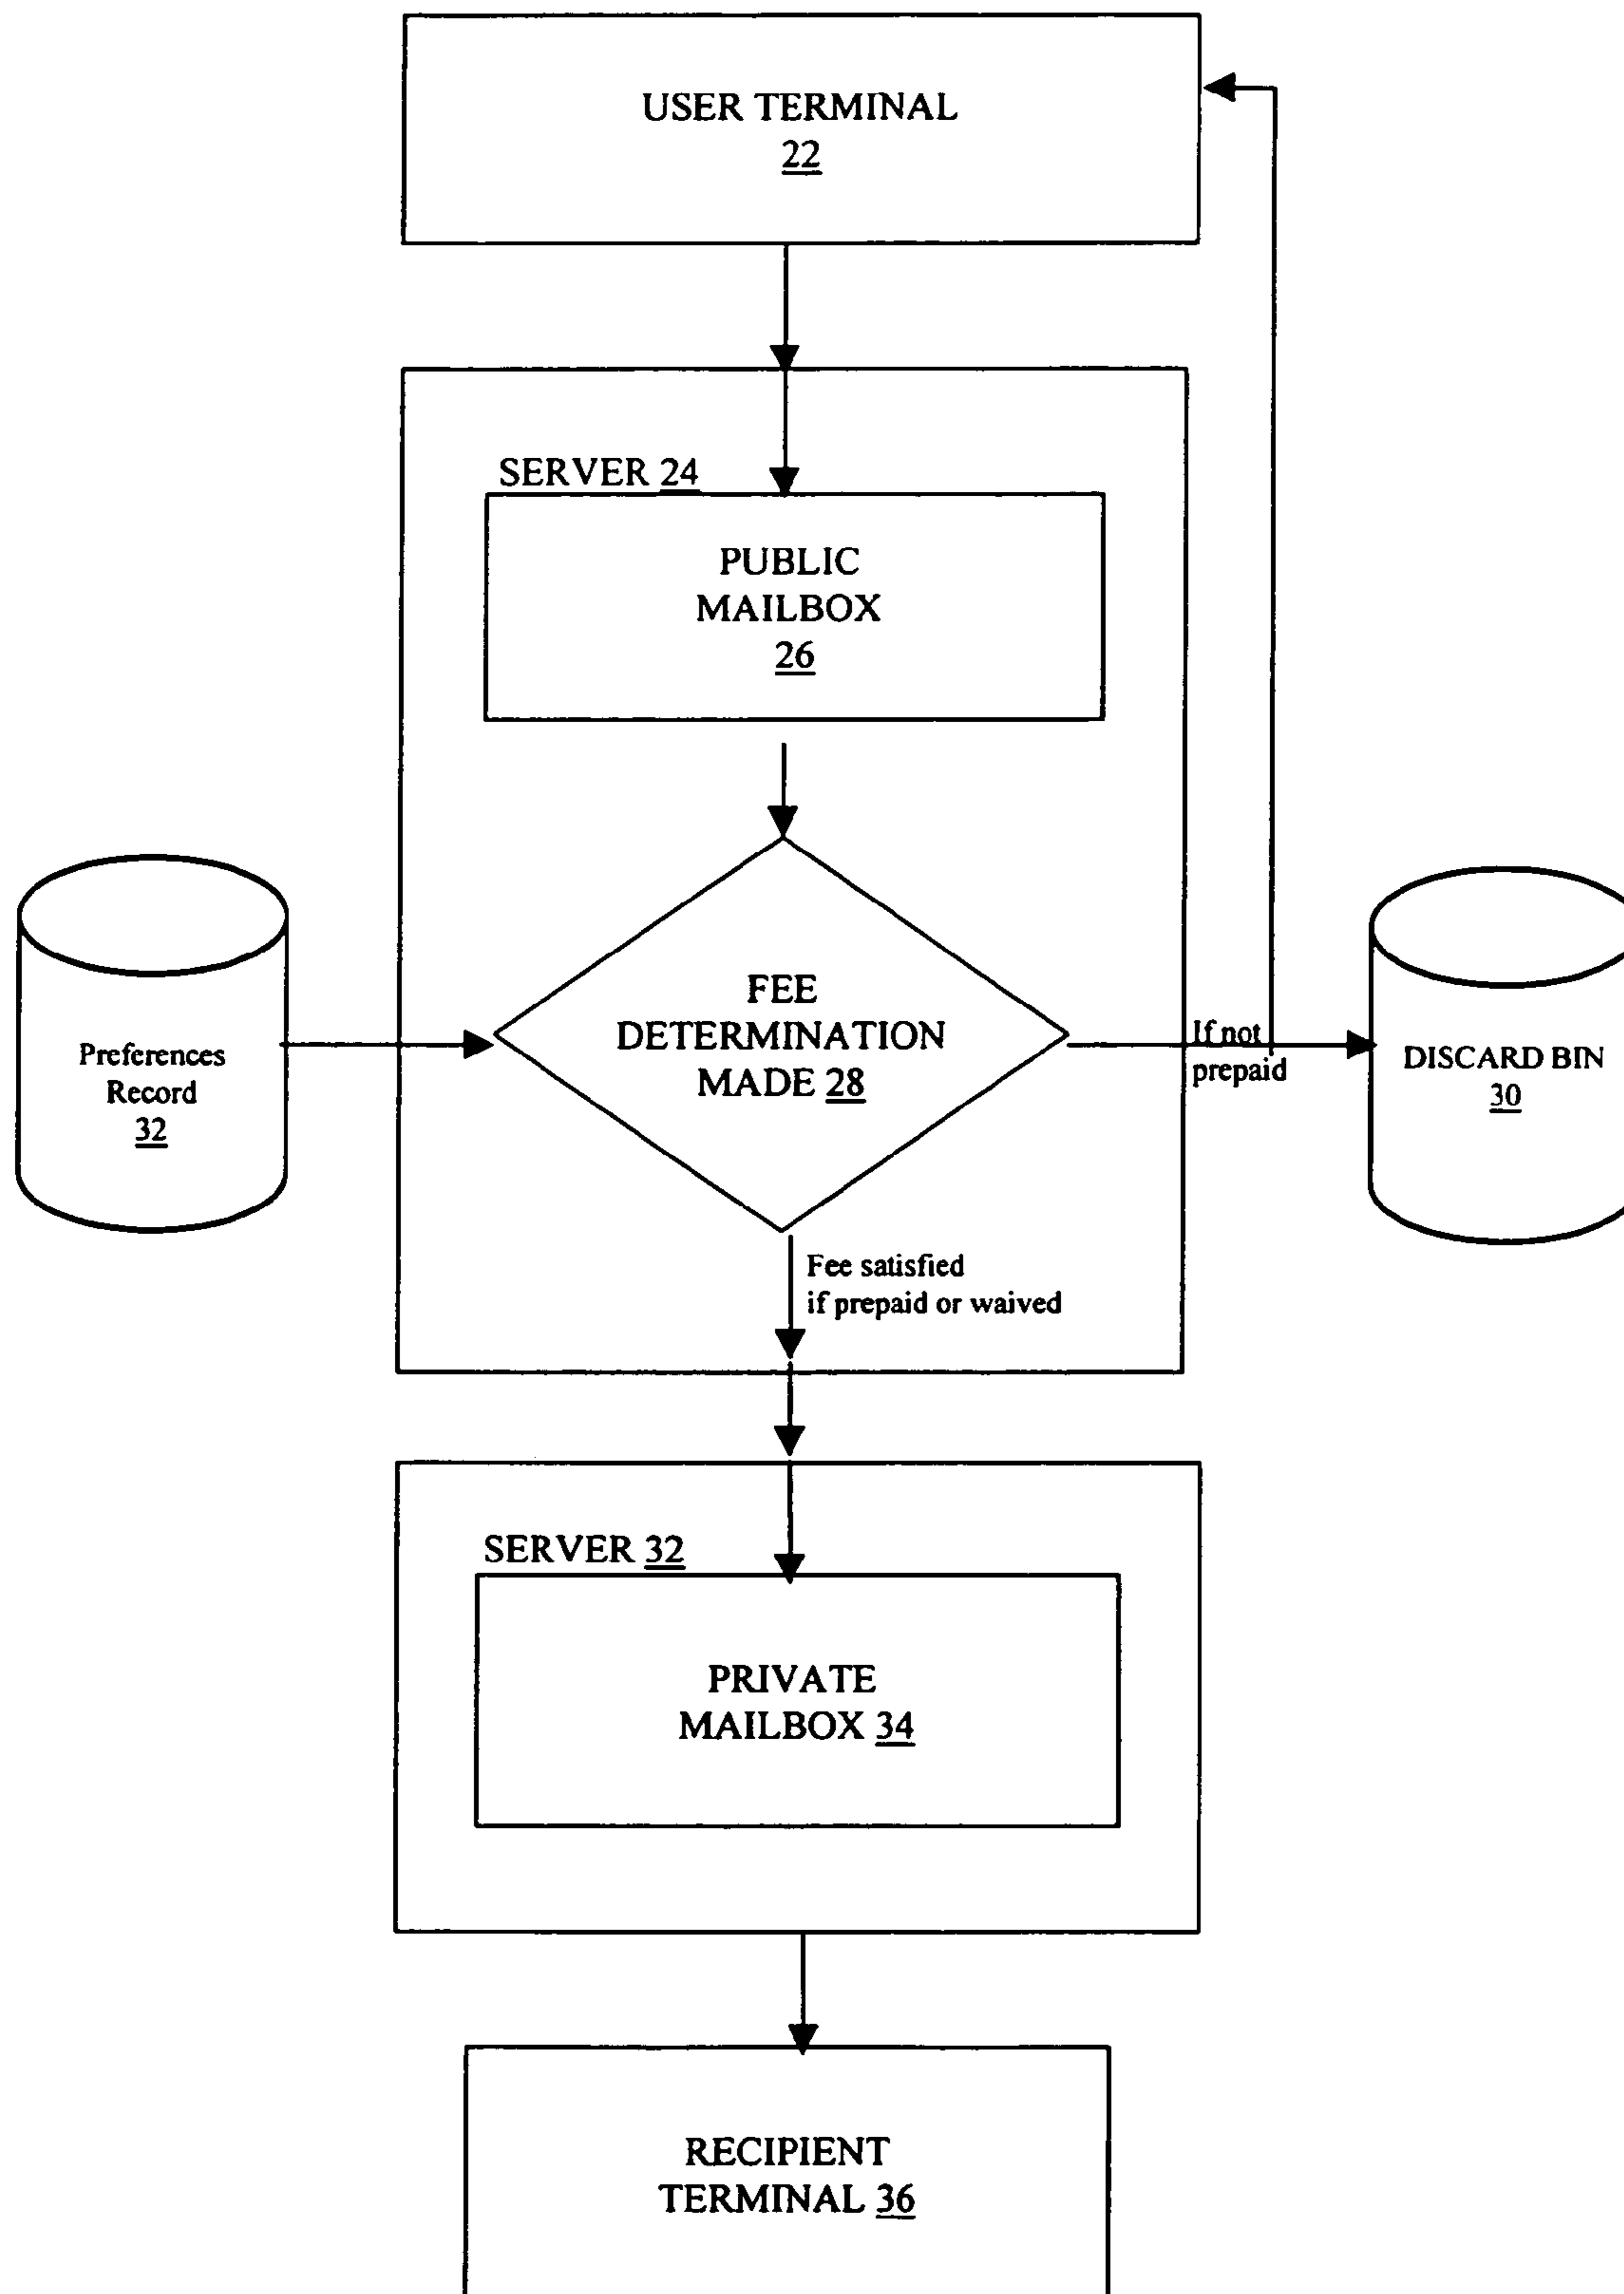 USER TERMINAL
22
SERVER 24
PUBLIC
MAILBOX
26
FEE
DETERMINATION
MADE 28
Preferences
Record
32
If not
prepaid
DISCARD BIN
30
Fee satisfied
if prepaid or waived
SERVER 32
PRIVATE
MAILBOX 34
RECIPIENT
TERMINAL 36